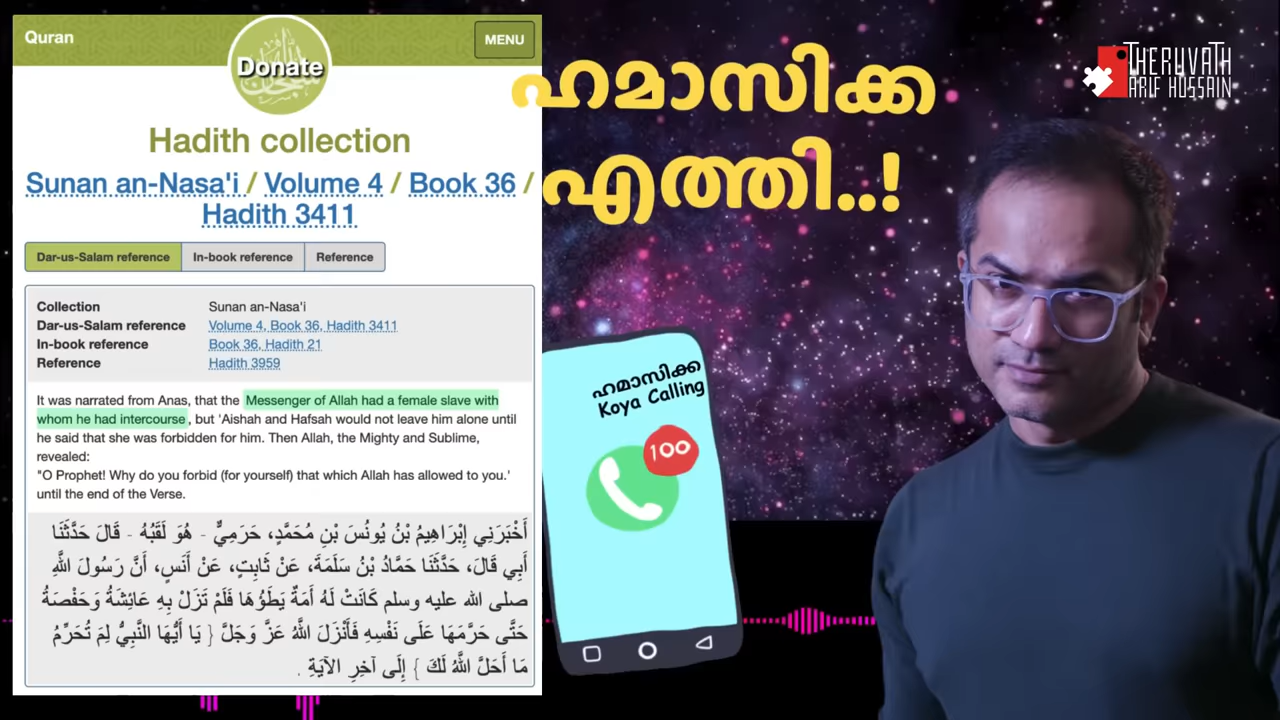 Quran
Donate
MENU
Hadith collection
Sunan an-Nasa'i / Volume 4 / Book 36 /
Hadith 3411
Dar-us-Salam reference
In-book reference
Reference
Collection Sunan an-Nasa'i
Dar-us-Salam reference Volume 4, Book 36, Hadith 3411
In-book reference Book 36, Hadith 21
Reference Hadith 3959
It was narrated from Anas, that the Messenger of Allah had a female slave with
whom he had intercourse, but 'Aishah and Hafsah would not leave him alone until
he said that she was forbidden for him. Then Allah, the Mighty and Sublime,
revealed:
"O Prophet! Why do you forbid (for yourself) that which Allah has allowed to you.'
until the end of the Verse.
أَخْبَرَنِي إِبْرَاهِيمُ بْنُ يُونُسَ بْنِ مُحَمَّدٍ، حَرَمِيٌّ - هُوَ لَقَبُهُ - قَالَ حَدَّثَنَا
أَبِي قَالَ، حَدَّثَنَا حَمَّادُ بْنُ سَلَمَةَ، عَنْ ثَابِتٍ، عَنْ أَنَسٍ، أَنَّ رَسُولَ اللَّهِ
صلى الله عليه وسلم كَانَتْ لَهُ أَمَةٌ يَطَؤُهَا فَلَمْ تَزَلْ بِهِ عَائِشَةُ وَحَفْصَةُ
حَتَّى حَرَّمَهَا عَلَى نَفْسِهِ فَأَنْزَلَ اللَّهُ عَزَّ وَجَلَّ { يَا أَيُّهَا النَّبِيُّ لِمَ تُحَرِّمُ
مَا أَحَلَّ اللَّهُ لَكَ } إِلَى آخِرِ الآيَةِ .
ഹമാസിക്ക
എത്തി..!
ഹമാസിക്ക
Koya Calling
100
THERUVATH
ARIF HUSSAIN